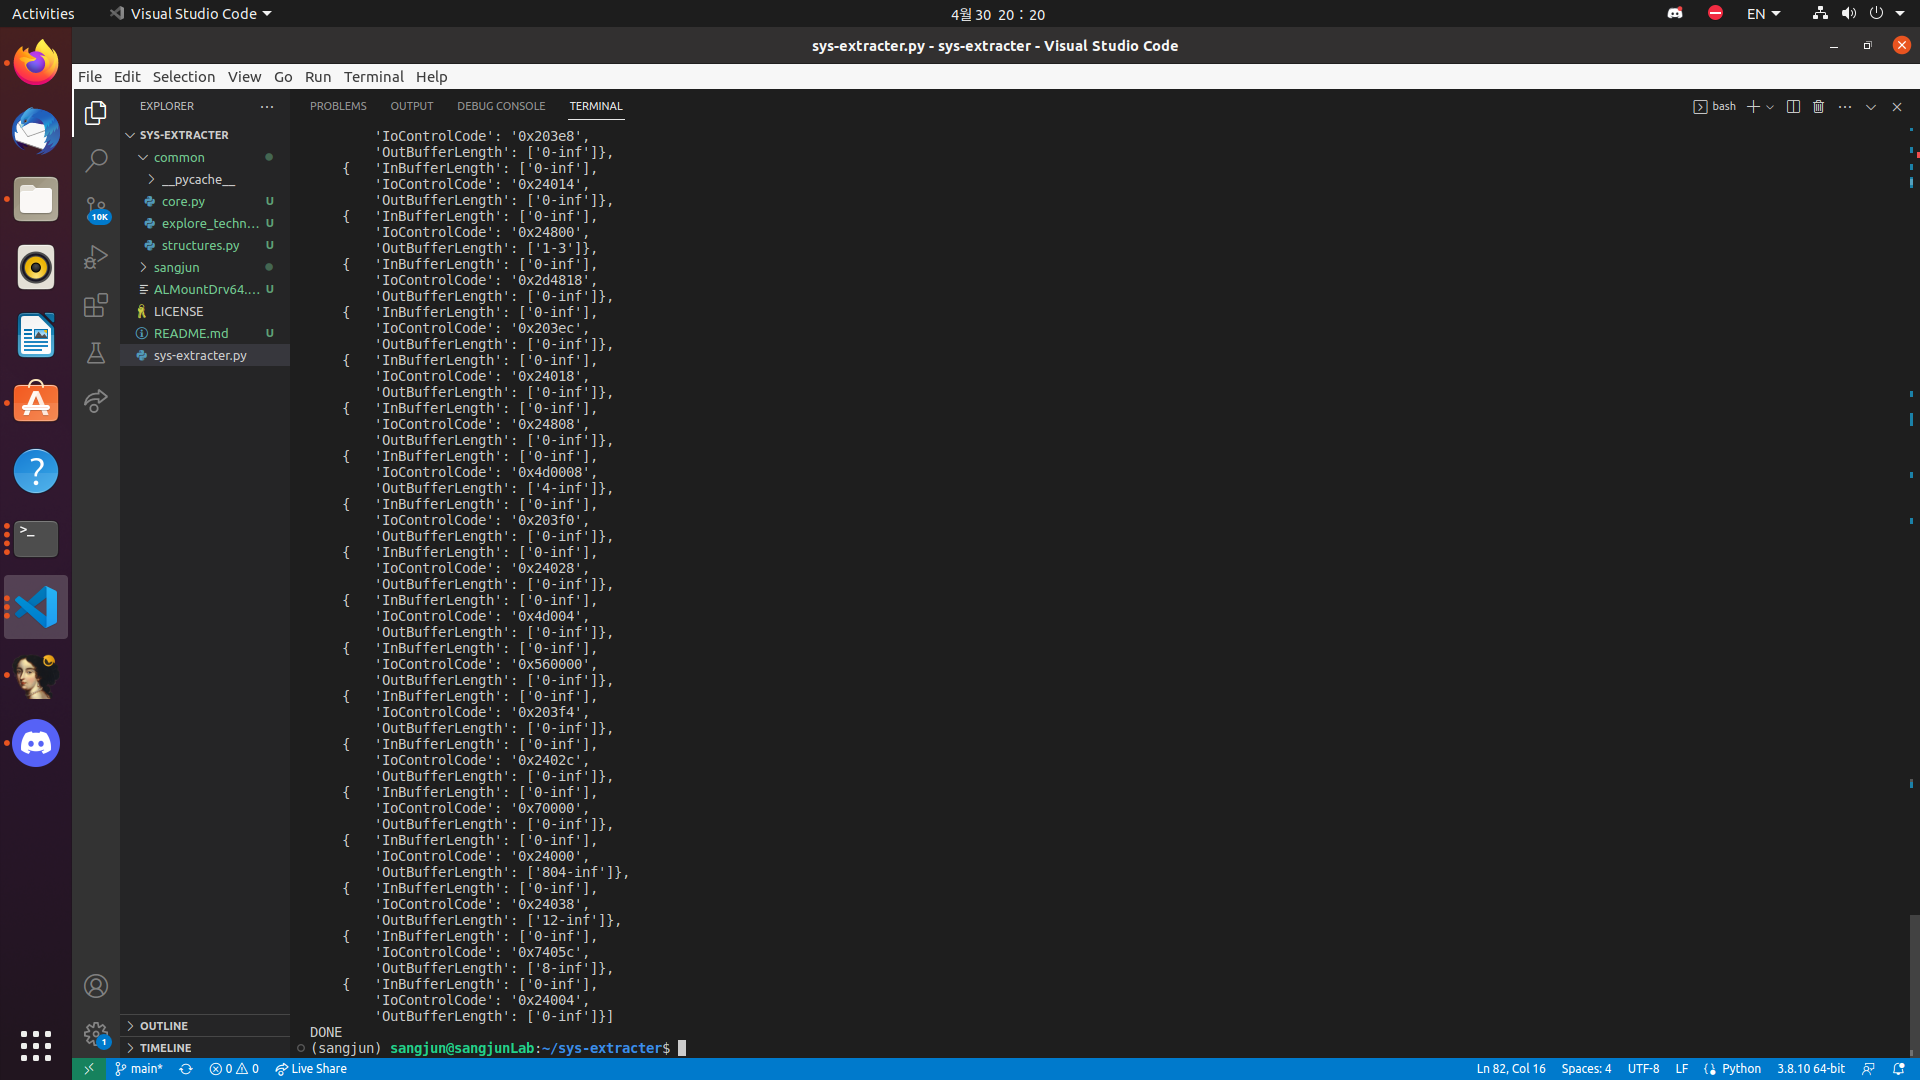 Activities
Visual Studio Code
4월 30 20 : 20
EN
sys-extracter.py - sys-extracter - Visual Studio Code
File Edit Selection View Go Run Terminal Help
EXPLORER
SYS-EXTRACTER
common
__pycache__
core.py U
explore_techn... U
structures.py U
sangjun
ALMountDrv64.... U
LICENSE
README.md U
sys-extracter.py
OUTLINE
TIMELINE
10K
1
PROBLEMS OUTPUT DEBUG CONSOLE TERMINAL
bash
'IoControlCode': '0x203e8',
'OutBufferLength': ['0-inf']},
{ 'InBufferLength': ['0-inf'],
'IoControlCode': '0x24014',
'OutBufferLength': ['0-inf']},
{ 'InBufferLength': ['0-inf'],
'IoControlCode': '0x24800',
'OutBufferLength': ['1-3']},
{ 'InBufferLength': ['0-inf'],
'IoControlCode': '0x2d4818',
'OutBufferLength': ['0-inf']},
{ 'InBufferLength': ['0-inf'],
'IoControlCode': '0x203ec',
'OutBufferLength': ['0-inf']},
{ 'InBufferLength': ['0-inf'],
'IoControlCode': '0x24018',
'OutBufferLength': ['0-inf']},
{ 'InBufferLength': ['0-inf'],
'IoControlCode': '0x24808',
'OutBufferLength': ['0-inf']},
{ 'InBufferLength': ['0-inf'],
'IoControlCode': '0x4d0008',
'OutBufferLength': ['4-inf']},
{ 'InBufferLength': ['0-inf'],
'IoControlCode': '0x203f0',
'OutBufferLength': ['0-inf']},
{ 'InBufferLength': ['0-inf'],
'IoControlCode': '0x24028',
'OutBufferLength': ['0-inf']},
{ 'InBufferLength': ['0-inf'],
'IoControlCode': '0x4d004',
'OutBufferLength': ['0-inf']},
{ 'InBufferLength': ['0-inf'],
'IoControlCode': '0x560000',
'OutBufferLength': ['0-inf']},
{ 'InBufferLength': ['0-inf'],
'IoControlCode': '0x203f4',
'OutBufferLength': ['0-inf']},
{ 'InBufferLength': ['0-inf'],
'IoControlCode': '0x2402c',
'OutBufferLength': ['0-inf']},
{ 'InBufferLength': ['0-inf'],
'IoControlCode': '0x70000',
'OutBufferLength': ['0-inf']},
{ 'InBufferLength': ['0-inf'],
'IoControlCode': '0x24000',
'OutBufferLength': ['804-inf']},
{ 'InBufferLength': ['0-inf'],
'IoControlCode': '0x24038',
'OutBufferLength': ['12-inf']},
{ 'InBufferLength': ['0-inf'],
'IoControlCode': '0x7405c',
'OutBufferLength': ['8-inf']},
{ 'InBufferLength': ['0-inf'],
'IoControlCode': '0x24004',
'OutBufferLength': ['0-inf']}]
DONE
(sangjun) sangjun@sangjunLab:~/sys-extracter$
main* 0 0 Live Share
Ln 82, Col 16 Spaces: 4 UTF-8 LF Python 3.8.10 64-bit